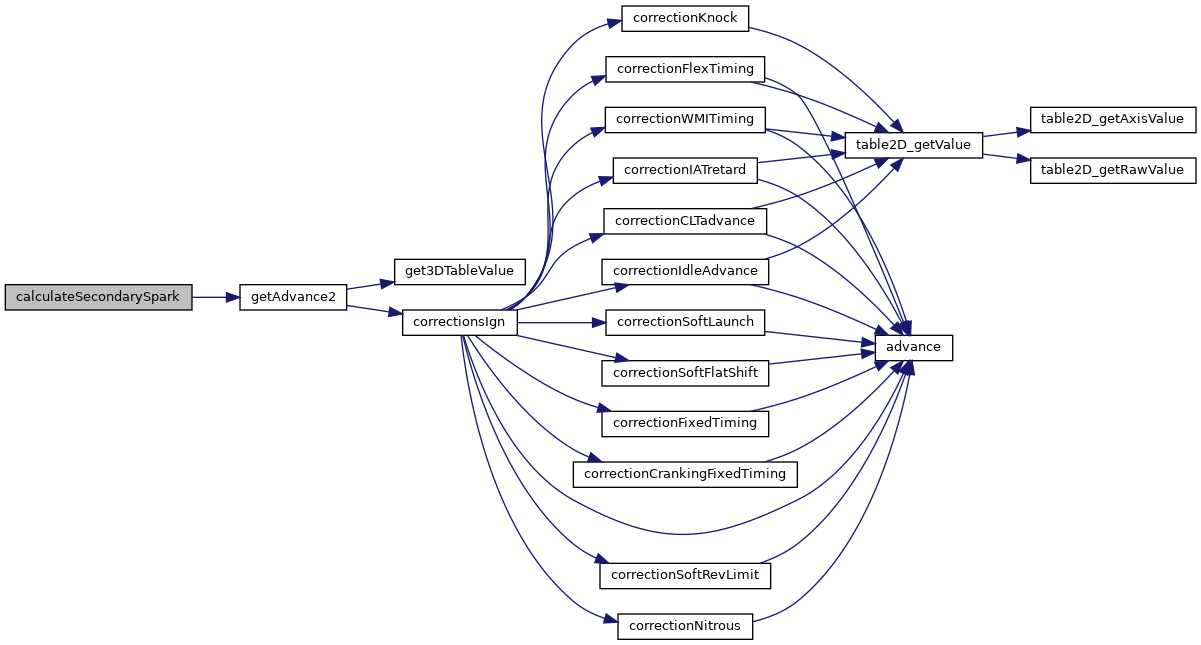 calculateSecondarySpark
getAdvance2
get3DTableValue
correctionsIgn
correctionKnock
correctionFlexTiming
correctionWMITiming
correctionIATretard
correctionCLTadvance
correctionIdleAdvance
correctionSoftLaunch
correctionSoftFlatShift
correctionFixedTiming
correctionCrankingFixedTiming
correctionSoftRevLimit
correctionNitrous
table2D_getValue
advance
table2D_getAxisValue
table2D_getRawValue